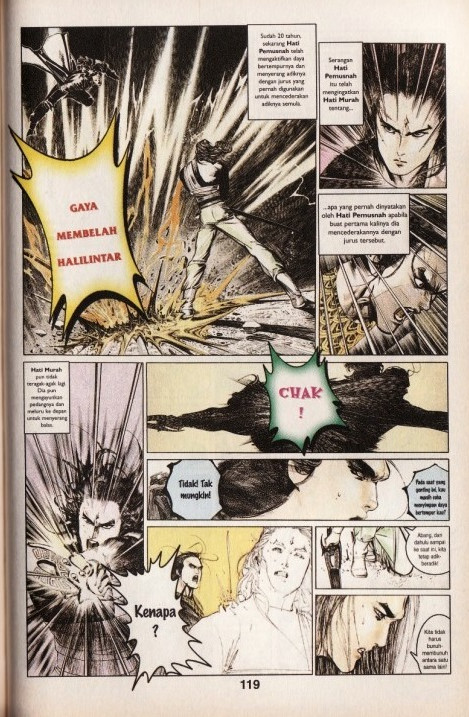 Sudah 20 tahun,
sekarang Hati
Pemusnah telah
mengaktifkan daya
bertempurnya dan
menyerang adiknya
dengan jurus yang
pernah digunakan
untuk mencederakan
adiknya semula.
Serangan
Hati
Pemusnah
itu telah
mengingatkan
Hati Murah
tentang...
GAYA
MEMBELAH
HALILINTAR
...apa yang pernah dinyatakan
oleh Hati Pemusnah apabila
buat pertama kalinya dia
mencederakannya dengan
jurus tersebut.
Hati Murah
pun tidak
teragak-agak lagi
Dia pun
mengayunkan
pedangnya dan
meluru ke depan
untuk menyerang
balas.
CHAK
!
Tidak! Tak
mungkin!
Pada saat yang
genting ini, kau
masih cuba
menyimpan daya
bertempur kau?
Kenapa
?
Abang, dari
dahulu sampai
ke saat ini, kita
tetap adik-
beradik!
Kita tidak
harus
bunuh-
membunuh
antara satu
sama lain!
119